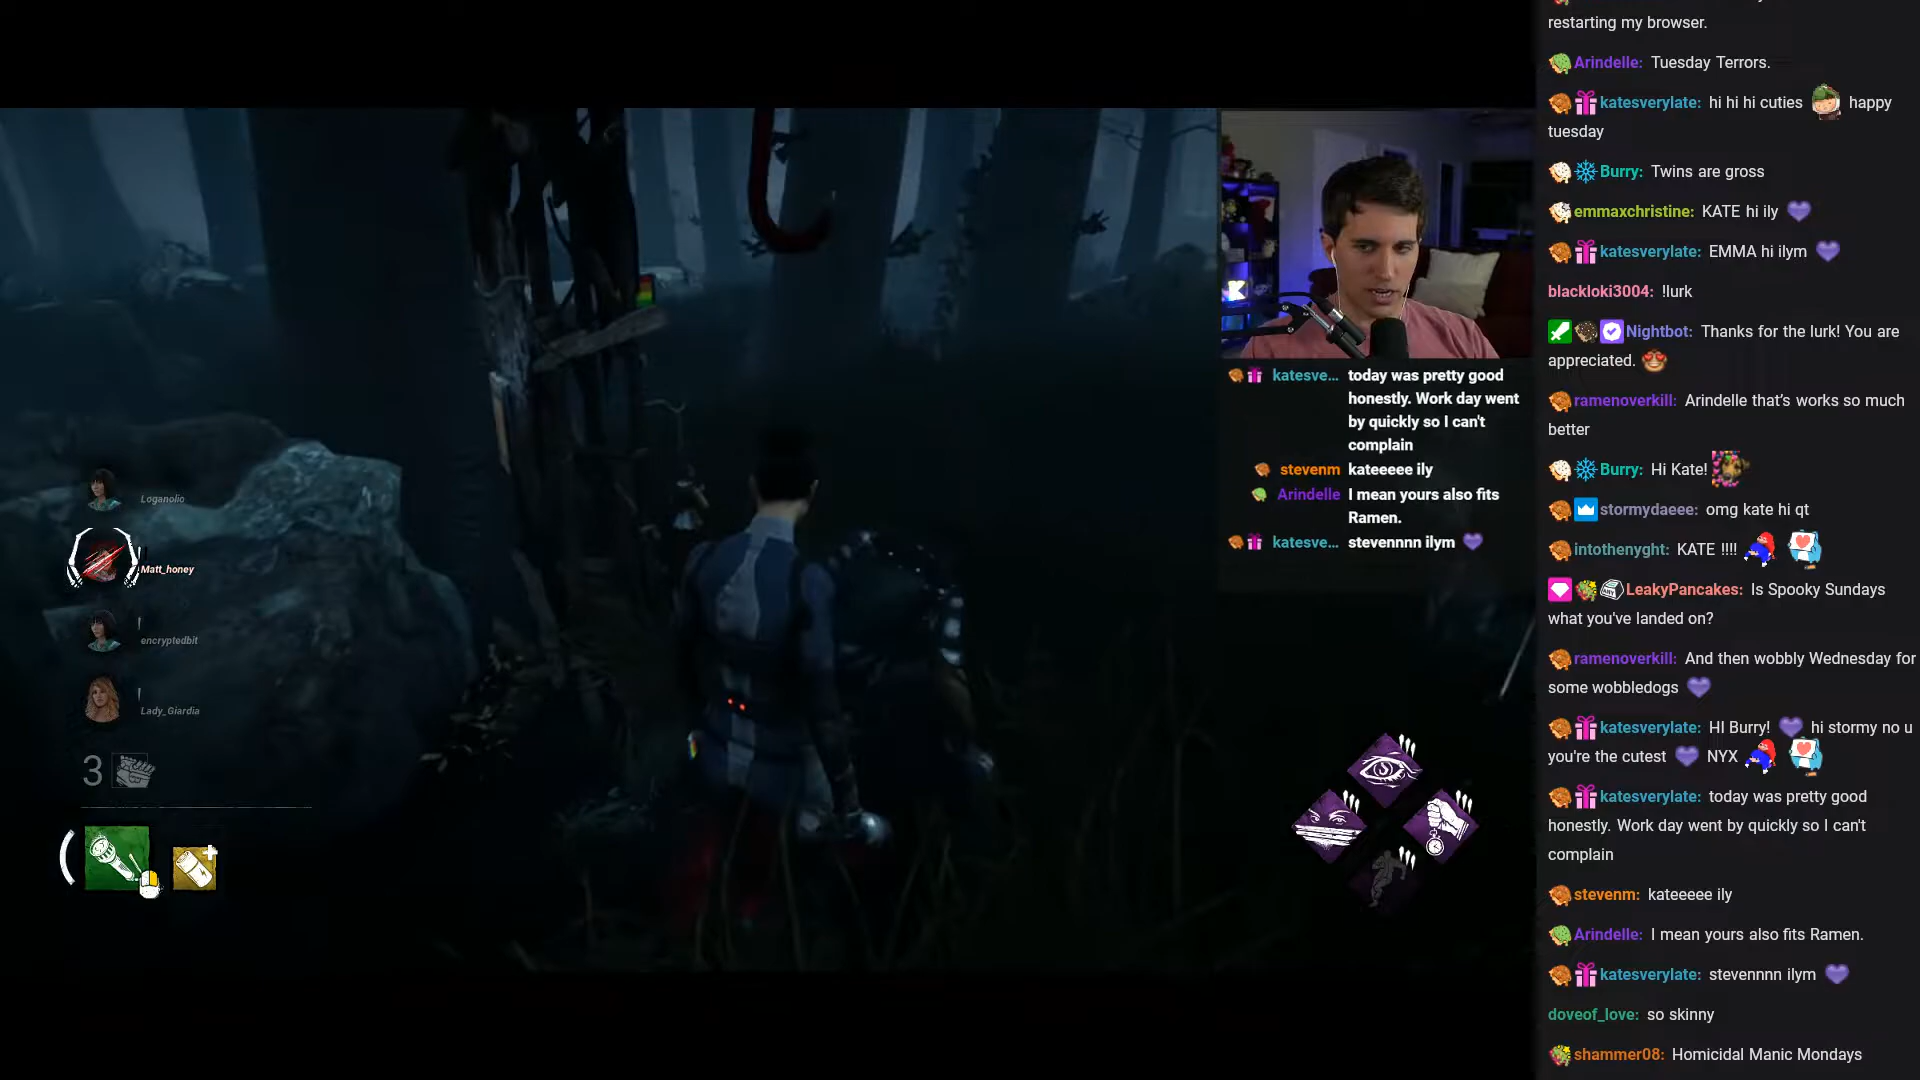 restarting my browser.
Arindelle: Tuesday Terrors.
katesverylate: hi hi hi cuties happy
tuesday
Burry: Twins are gross
emmaxchristine: KATE hi ily
katesverylate: EMMA hi ilym
blackloki3004: !lurk
Nightbot: Thanks for the lurk! You are
appreciated.
ramenoverkill: Arindelle that's works so much
better
Burry: Hi Kate!
stormydaeee: omg kate hi qt
intothenyght: KATE !!!!
LeakyPancakes: Is Spooky Sundays
what you've landed on?
ramenoverkill: And then wobbly Wednesday for
some wobbledogs
katesverylate: HI Burry! hi stormy no u
you're the cutest NYX
katesverylate: today was pretty good
honestly. Work day went by quickly so I can't
complain
stevenm: kateeeee ily
Arindelle: I mean yours also fits Ramen.
katesverylate: stevennnn ilym
doveof_love: so skinny
shammer08: Homicidal Manic Mondays
katesve... today was pretty good
honestly. Work day went
by quickly so I can't
complain
stevenm kateeeee ily
Arindelle I mean yours also fits
Ramen.
katesve... stevennnn ilym
Loganolio
Matt_honey
encryptedbit
Lady_Giardia
3